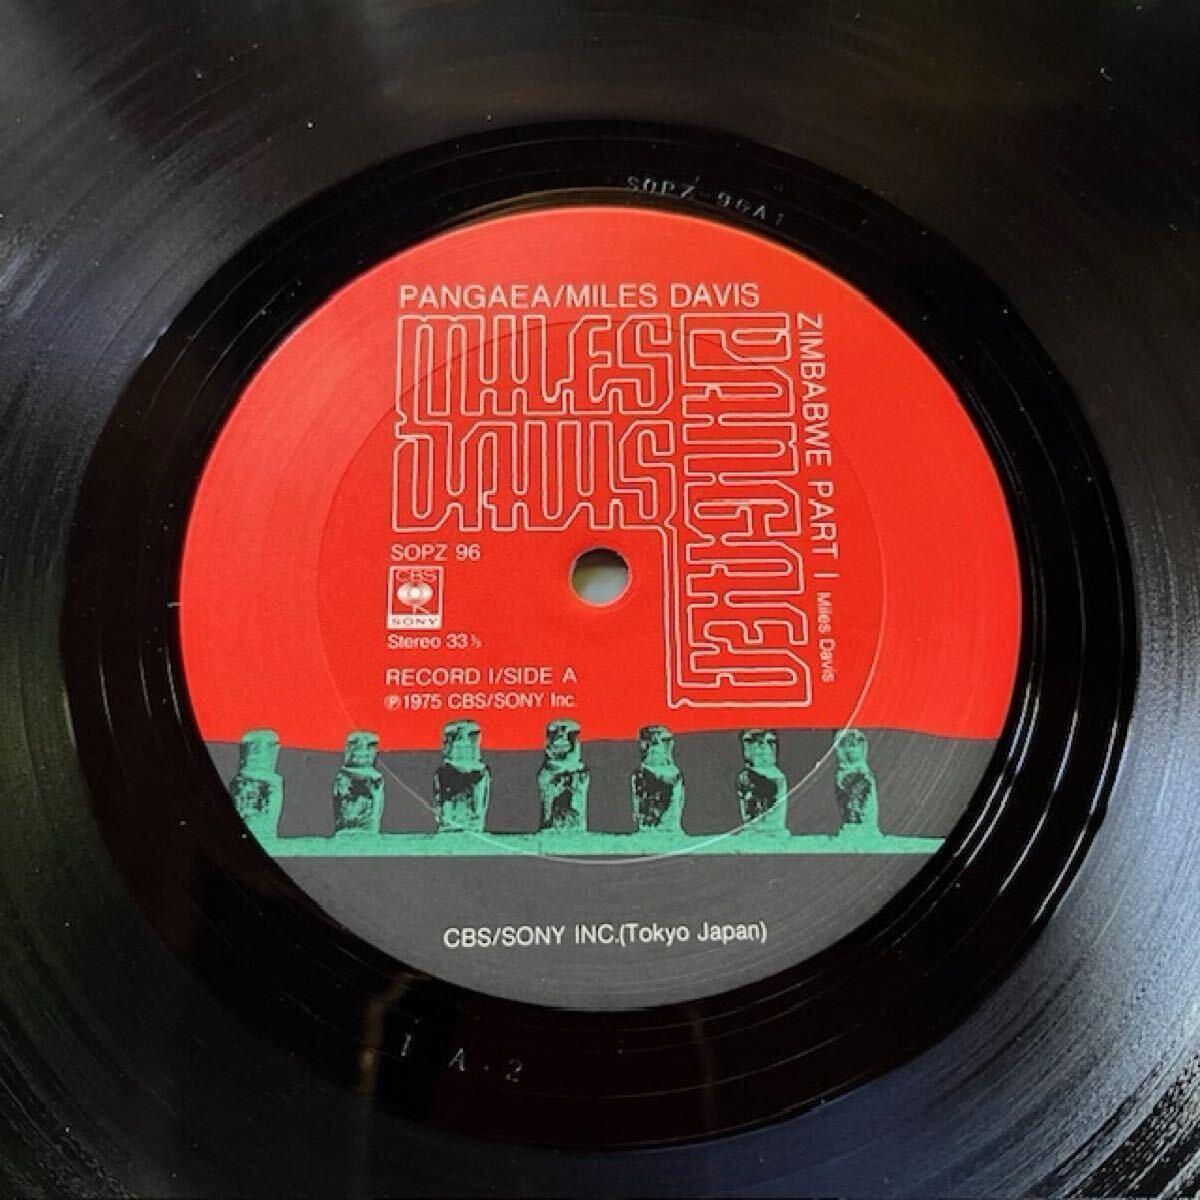 SOPZ 96A1
PANGAEA/MILES DAVIS
MILES
DAVIS
PANGAEA
ZIMBABWE PART I Miles Davis
SOPZ 96
CBS
SONY
Stereo 33⅓
RECORD I/SIDE A
℗1975 CBS/SONY Inc.
CBS/SONY INC.(Tokyo Japan)
1 A·2